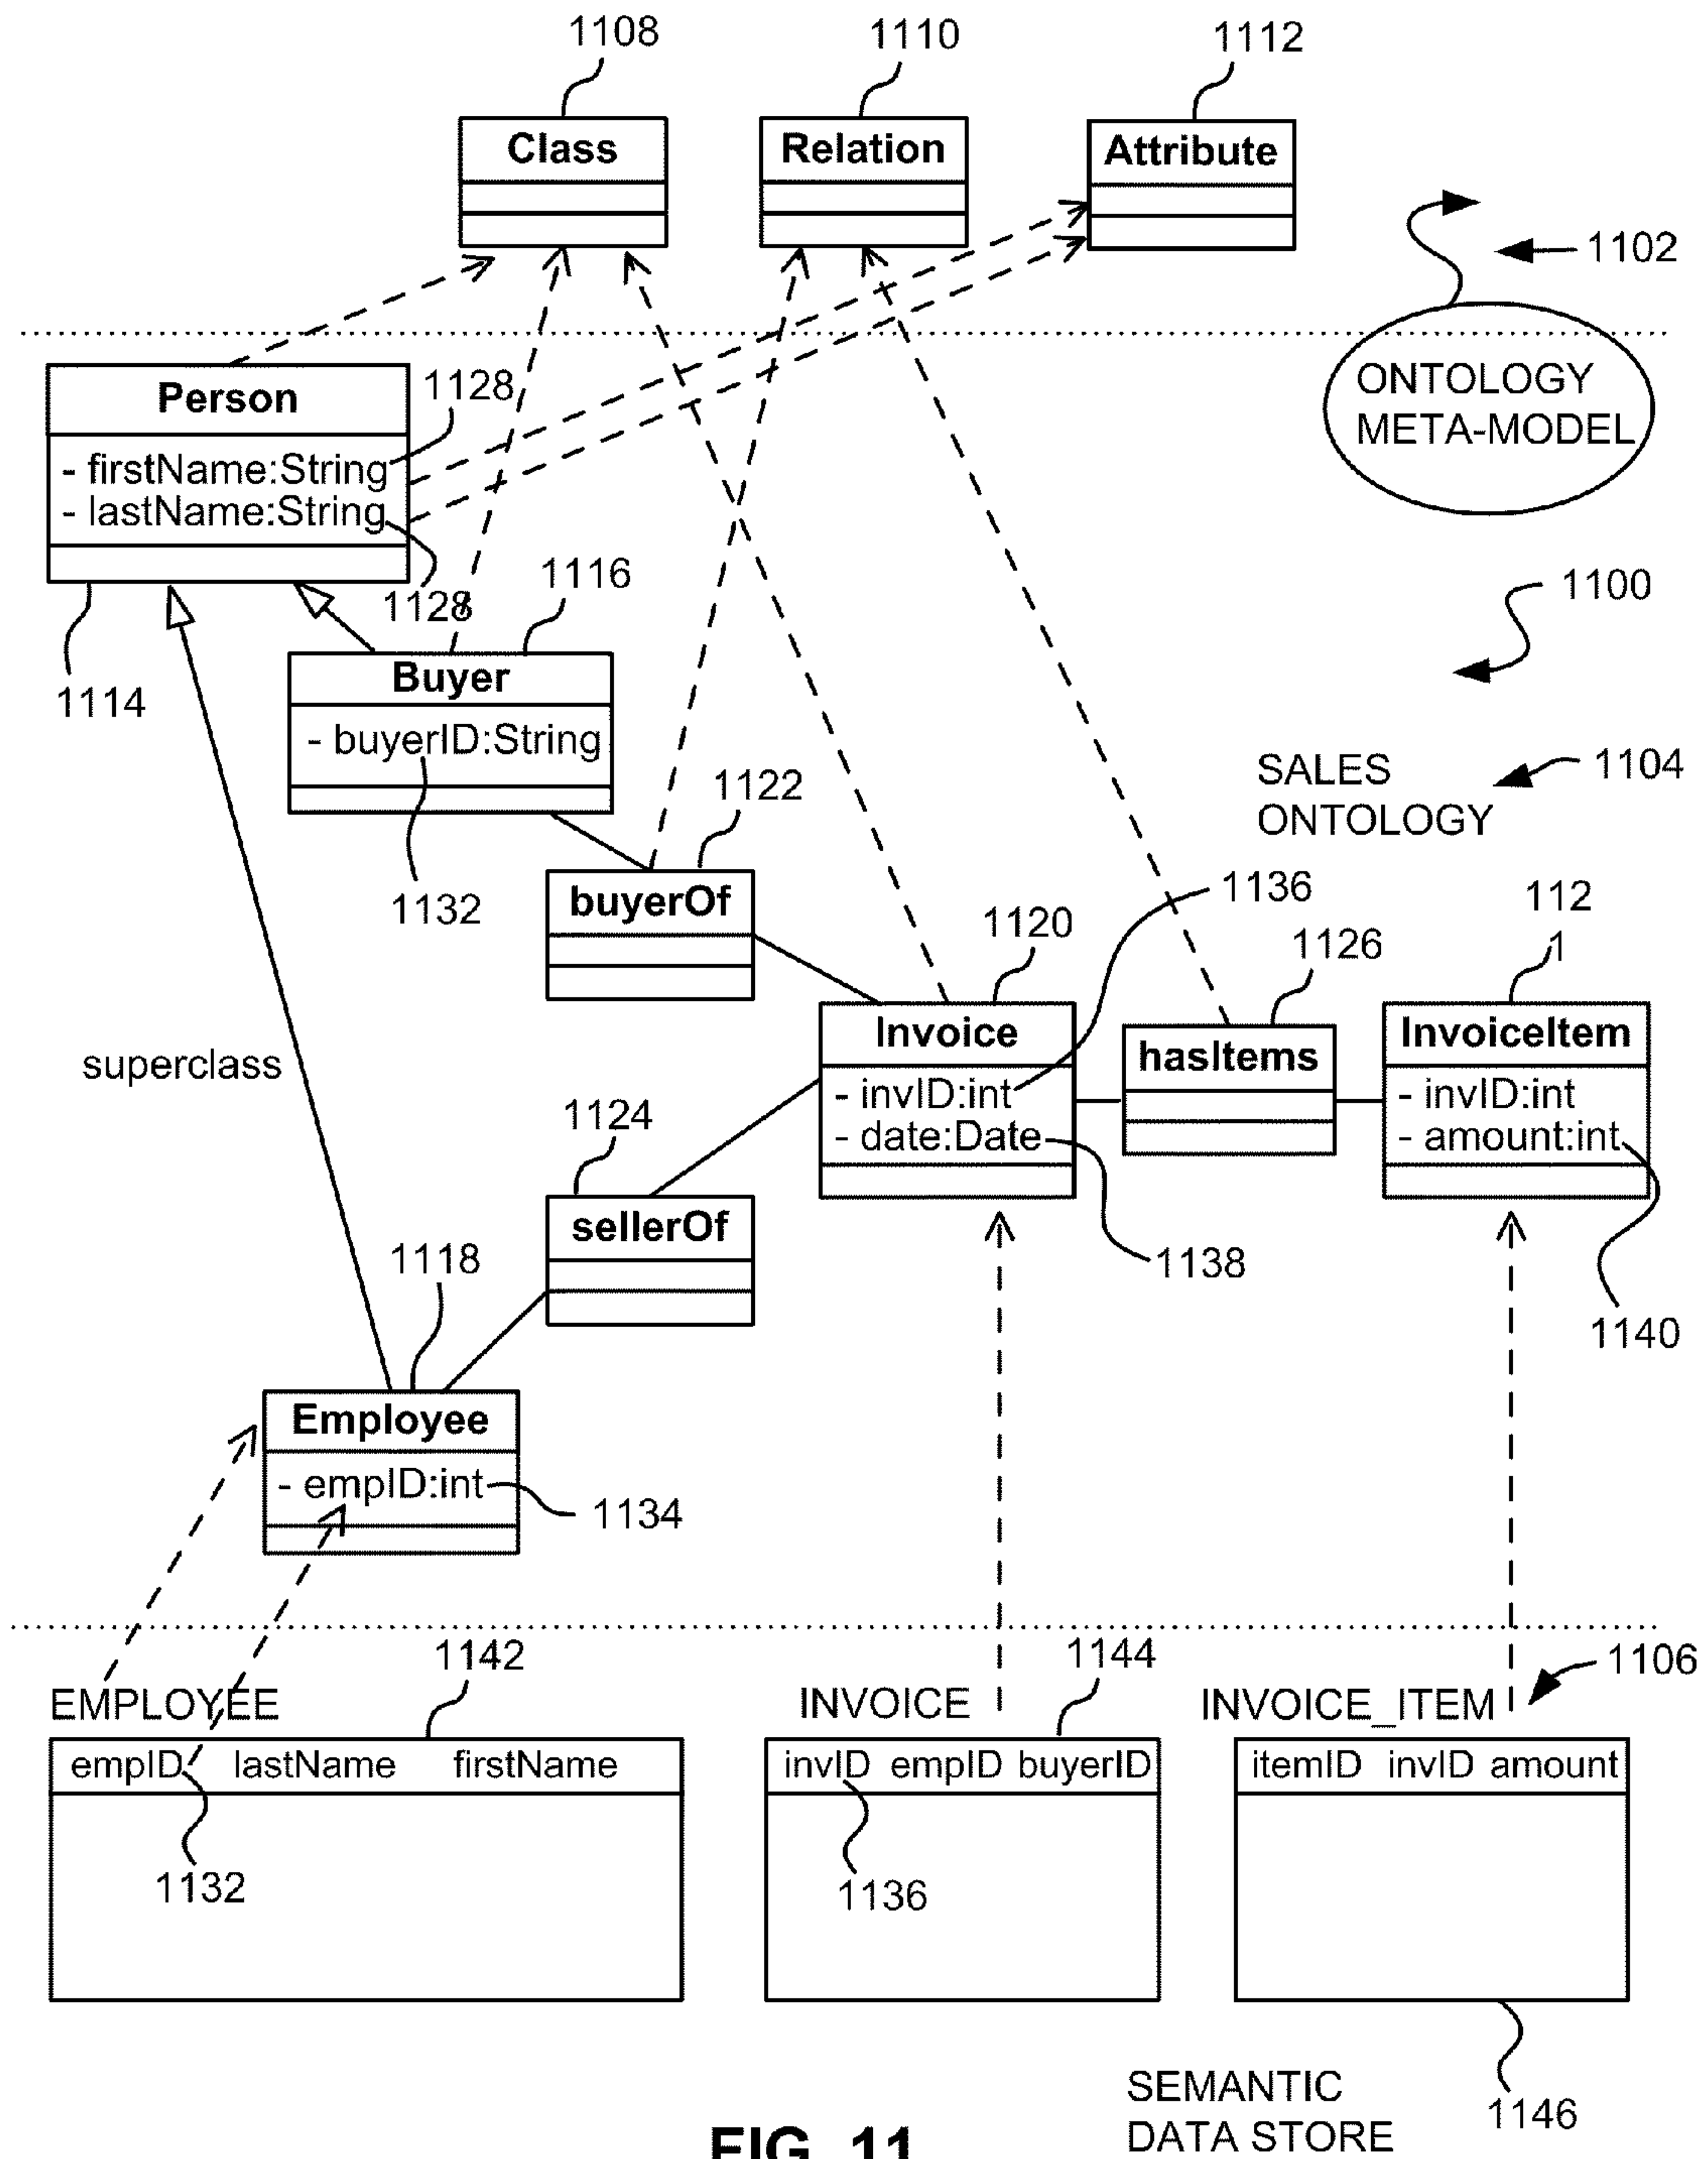 1108
1110
1112
Class
Relation
Attribute
1102
ONTOLOGY
META-MODEL
Person
1128
- firstName:String
- lastName:String
1128
1116
1100
1114
Buyer
- buyerID:String
1132
1122
SALES
ONTOLOGY
1104
buyerOf
1136
1120
112
1
1126
Invoice
- invID:int
- date:Date
hasItems
InvoiceItem
- invID:int
- amount:int
superclass
1124
sellerOf
1138
1140
1118
Employee
- empID:int
1134
1142
1144
1106
EMPLOYEE
INVOICE
INVOICE_ITEM
empID lastName firstName
invID empID buyerID
itemID invID amount
1132
1136
SEMANTIC
DATA STORE
1146
FIG. 11